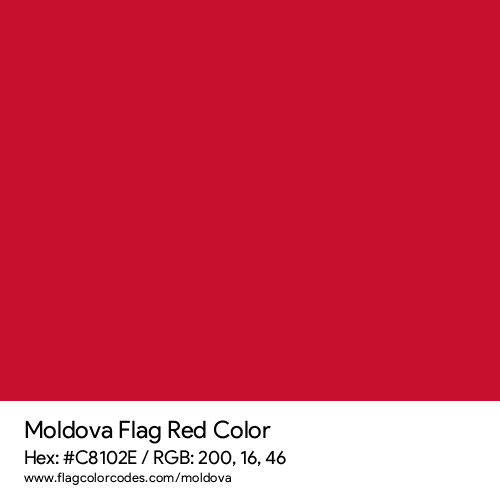 Moldova Flag Red Color
Hex: #C8102E / RGB: 200, 16, 46
www.flagcolorcodes.com/moldova